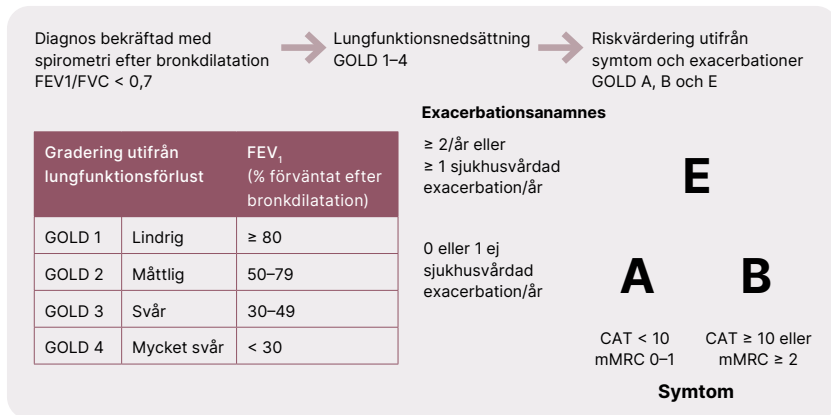 Diagnos bekräftad med
spirometri efter bronkdilatation
FEV1/FVC < 0,7
Lungfunktionsnedsättning
GOLD 1–4
Riskvärdering utifrån
symtom och exacerbationer
GOLD A, B och E
Gradering utifrån
lungfunktionsförlust
FEV₁
(% förväntat efter
bronkdilatation)
GOLD 1 Lindrig ≥ 80
GOLD 2 Måttlig 50–79
GOLD 3 Svår 30–49
GOLD 4 Mycket svår < 30
Exacerbationsanamnes
≥ 2/år eller
≥ 1 sjukhusvårdad
exacerbation/år
E
0 eller 1 ej
sjukhusvårdad
exacerbation/år
A B
CAT < 10
mMRC 0–1
CAT ≥ 10 eller
mMRC ≥ 2
Symtom